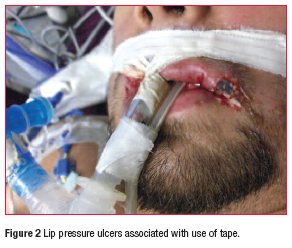 Figure 2 Lip pressure ulcers associated with use of tape.